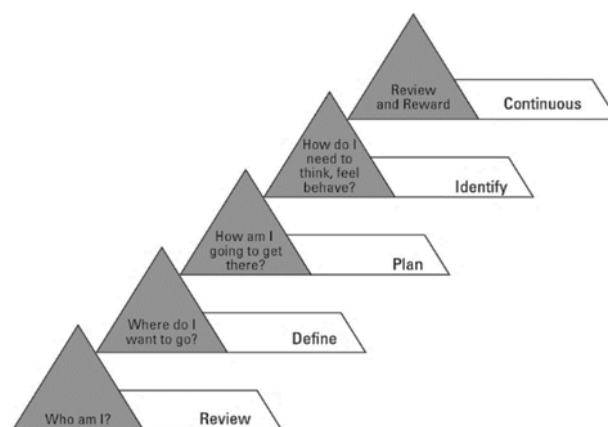 Review
and Reward
Continuous
How do I
need to
think, feel
behave?
Identify
How am I
going to get
there?
Plan
Where do I
want to go?
Define
Who am I?
Review